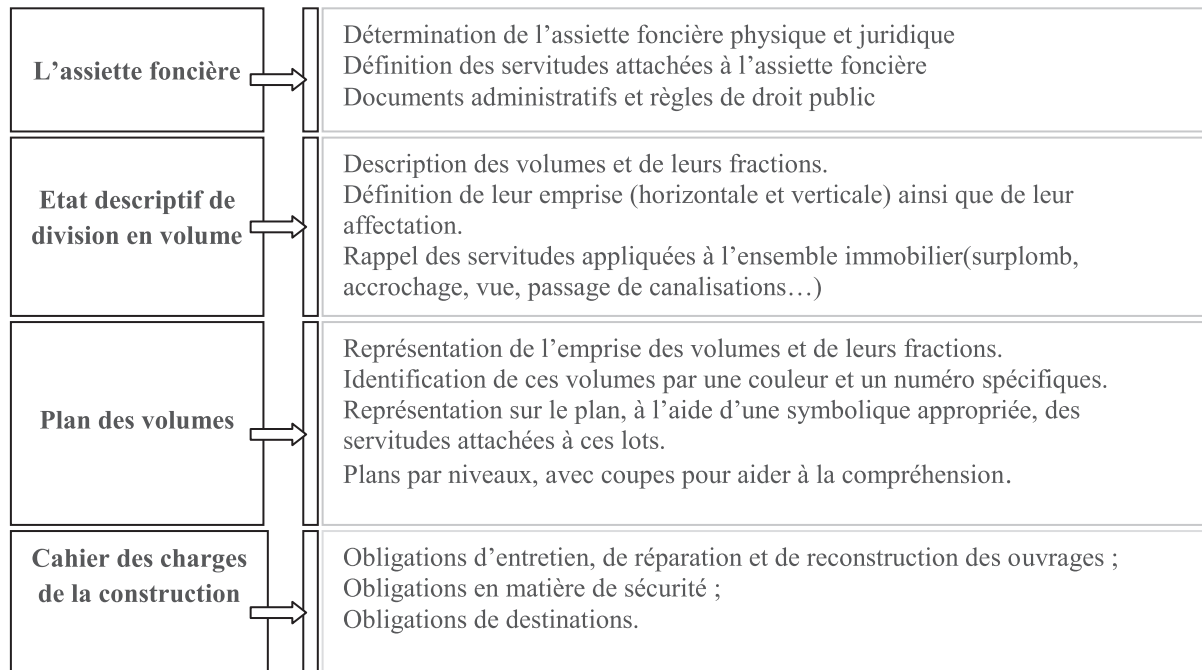 L’assiette foncière
Détermination de l’assiette foncière physique et juridique
Définition des servitudes attachées à l’assiette foncière
Documents administratifs et règles de droit public
Etat descriptif de
division en volume
Description des volumes et de leurs fractions.
Définition de leur emprise (horizontale et verticale) ainsi que de leur
affectation.
Rappel des servitudes appliquées à l’ensemble immobilier(surplomb,
accrochage, vue, passage de canalisations…)
Plan des volumes
Représentation de l’emprise des volumes et de leurs fractions.
Identification de ces volumes par une couleur et un numéro spécifiques.
Représentation sur le plan, à l’aide d’une symbolique appropriée, des
servitudes attachées à ces lots.
Plans par niveaux, avec coupes pour aider à la compréhension.
Cahier des charges
de la construction
Obligations d’entretien, de réparation et de reconstruction des ouvrages ;
Obligations en matière de sécurité ;
Obligations de destinations.